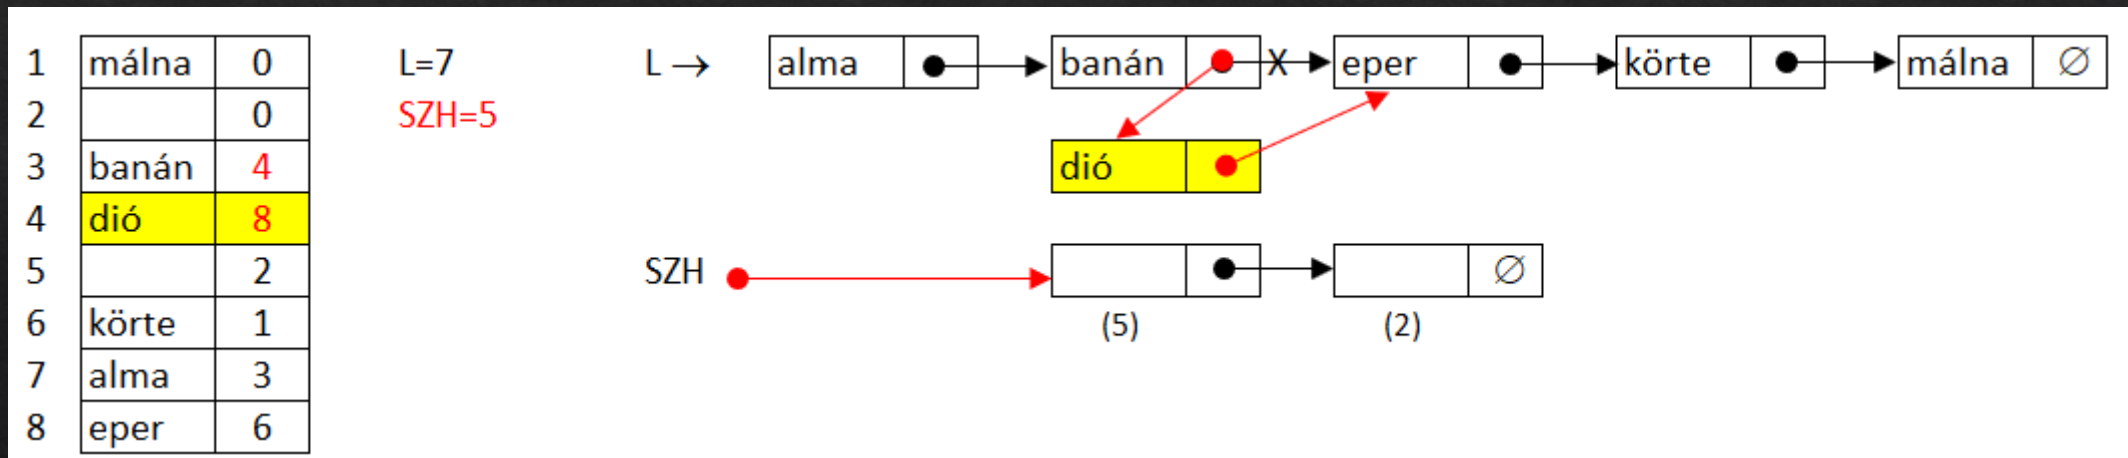 1 málna 0 L=7 L → alma banán X eper körte málna ∅
2 0 SZH=5
3 banán 4 dió
4 dió 8
5 2 SZH ∅
6 körte 1 (5) (2)
7 alma 3
8 eper 6